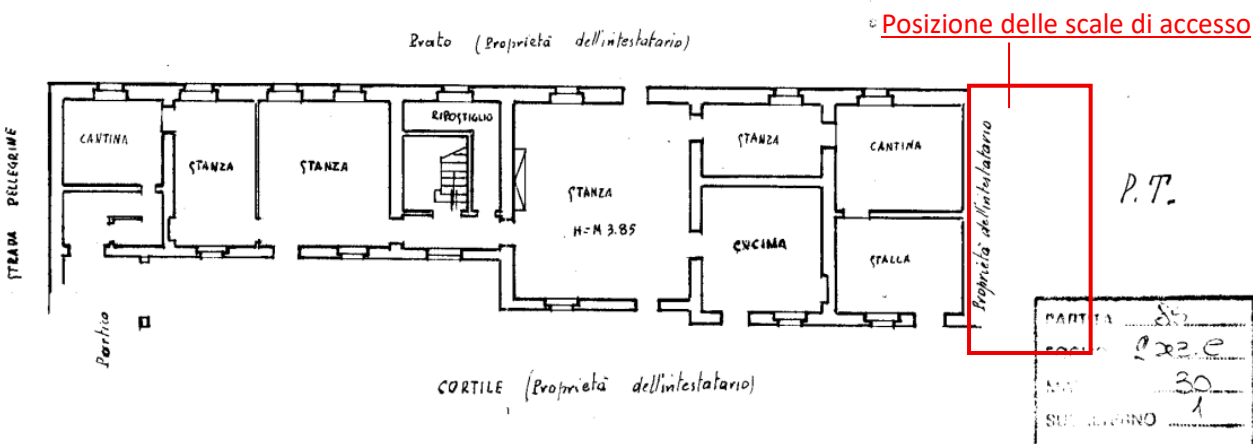 Posizione delle scale di accesso
Prato (Proprietà dell'intestatario)
STRADA PELLEGRINE
CANTINA
STANZA
STANZA
RIPOSTIGLIO
STANZA
H=M 3.85
STANZA
CANTINA
CUCINA
STALLA
Proprietà dell'intestatario
P.T.
Portico
CORTILE (Proprietà dell'intestatario)
PARTITA 85
30
1